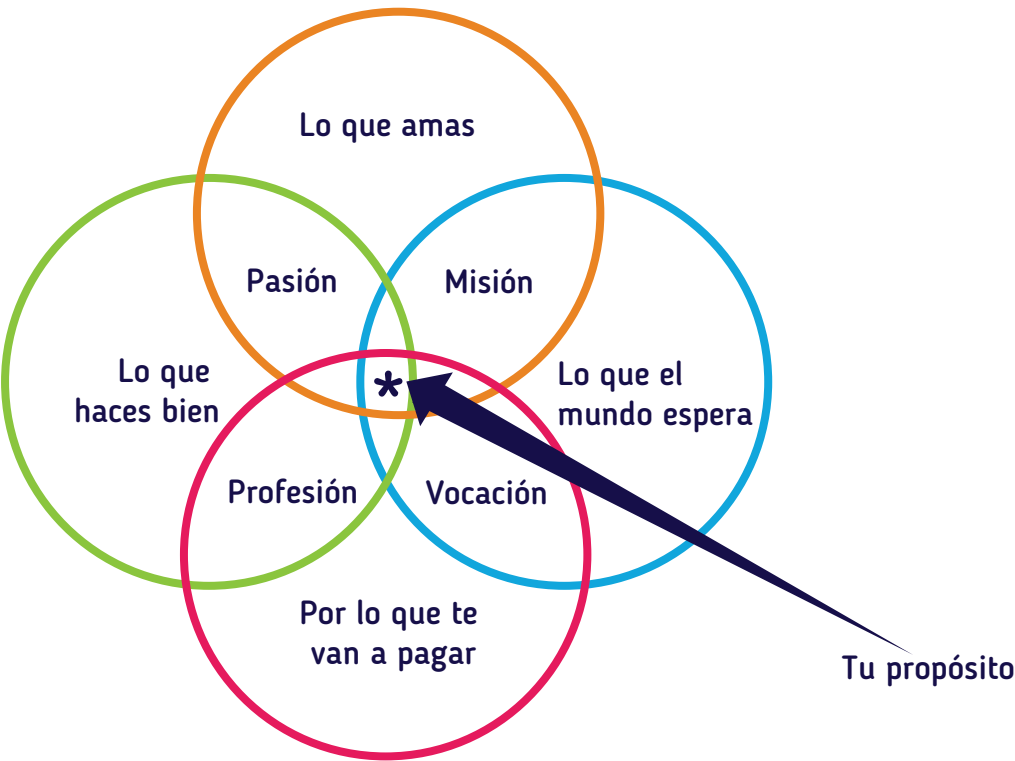 Lo que amas
Pasión
Misión
Lo que
haces bien
*
Lo que el
mundo espera
Profesión
Vocación
Por lo que te
van a pagar
Tu propósito